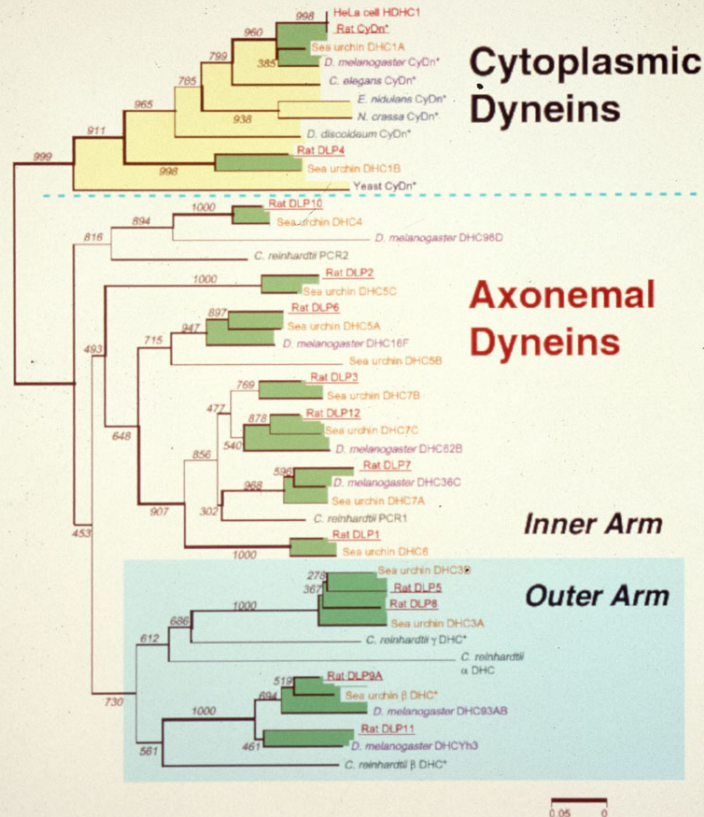 998
HeLa cell HDHC1
Rat CyDn*
960
Sea urchin DHC1A
799
385
D. melanogaster CyDn*
785
C. elegans CyDn*
E. nidulans CyDn*
965
938
N. crassa CyDn*
911
D. discoideum CyDn*
999
998
Rat DLP4
Sea urchin DHC1B
Yeast CyDn*
Cytoplasmic
Dyneins
1000
Rat DLP10
894
Sea urchin DHC4
816
D. melanogaster DHC98D
C. reinhardtii PCR2
1000
Rat DLP2
Sea urchin DHC5C
Axonemal
Dyneins
897
Rat DLP6
947
Sea urchin DHC5A
715
D. melanogaster DHC16F
493
Sea urchin DHC5B
769
Rat DLP3
Sea urchin DHC7B
477
878
Rat DLP12
648
Sea urchin DHC7C
540
D. melanogaster DHC62B
856
596
Rat DLP7
968
D. melanogaster DHC36C
Sea urchin DHC7A
907
302
C. reinhardtii PCR1
453
Rat DLP1
1000
Sea urchin DHC6
Inner Arm
Outer Arm
278
Sea urchin DHC3B
367
Rat DLP5
1000
Rat DLP8
686
Sea urchin DHC3A
612
C. reinhardtii γ DHC*
C. reinhardtii
α DHC
730
519
Rat DLP9A
694
Sea urchin β DHC*
1000
D. melanogaster DHC93AB
Rat DLP11
561
461
D. melanogaster DHCYh3
C. reinhardtii β DHC*
0.05 0